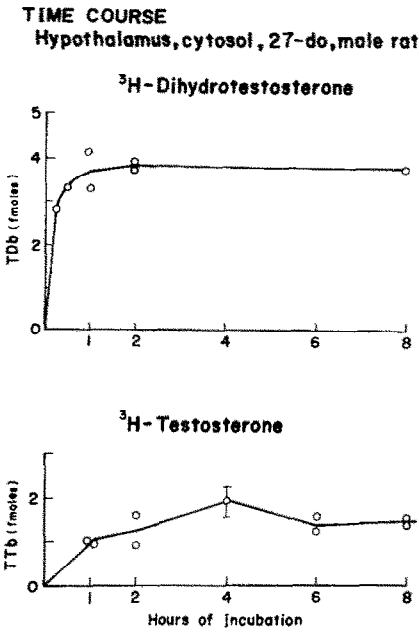 TIME COURSE
Hypothalamus, cytosol, 27-do, male rat
³H-Dihydrotestosterone
5
4
2
0
TDb (fmoles)
1 2 4 6 8
³H-Testosterone
2
0
TTb (fmoles)
1 2 4 6 8
Hours of Incubation